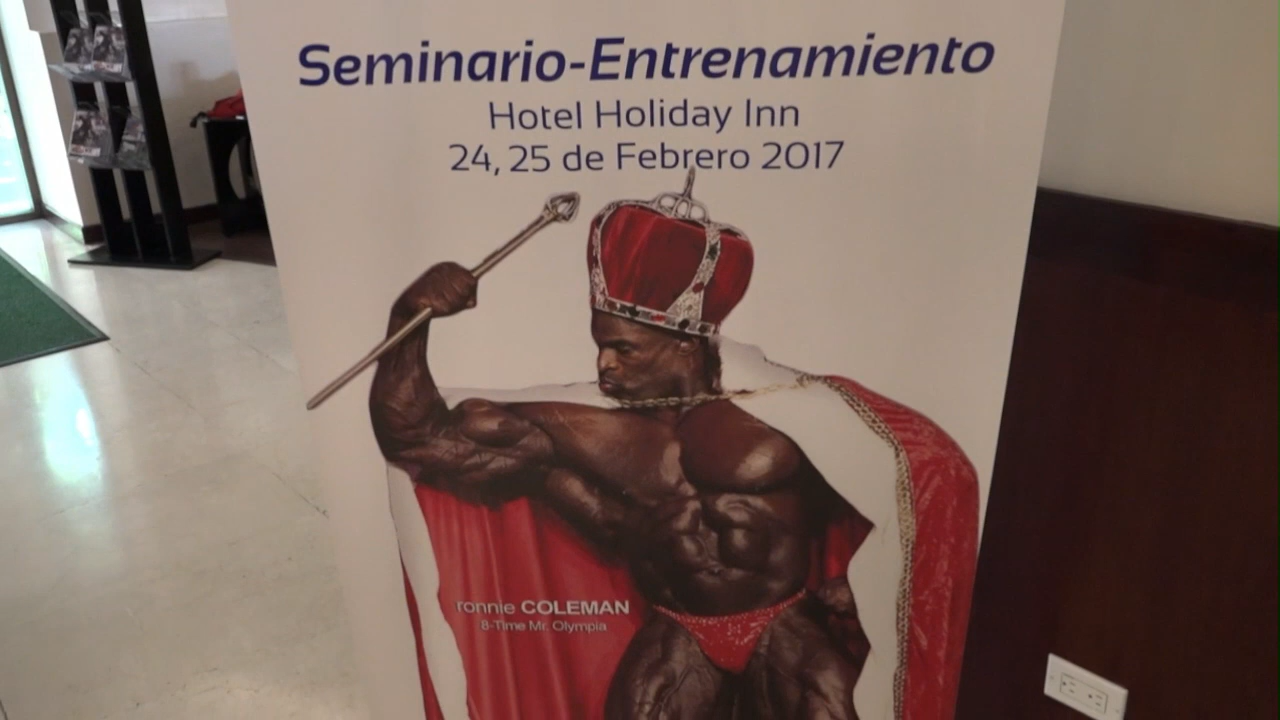 Seminario-Entrenamiento
Hotel Holiday Inn
24, 25 de Febrero 2017
ronnie COLEMAN
8-Time Mr. Olympia